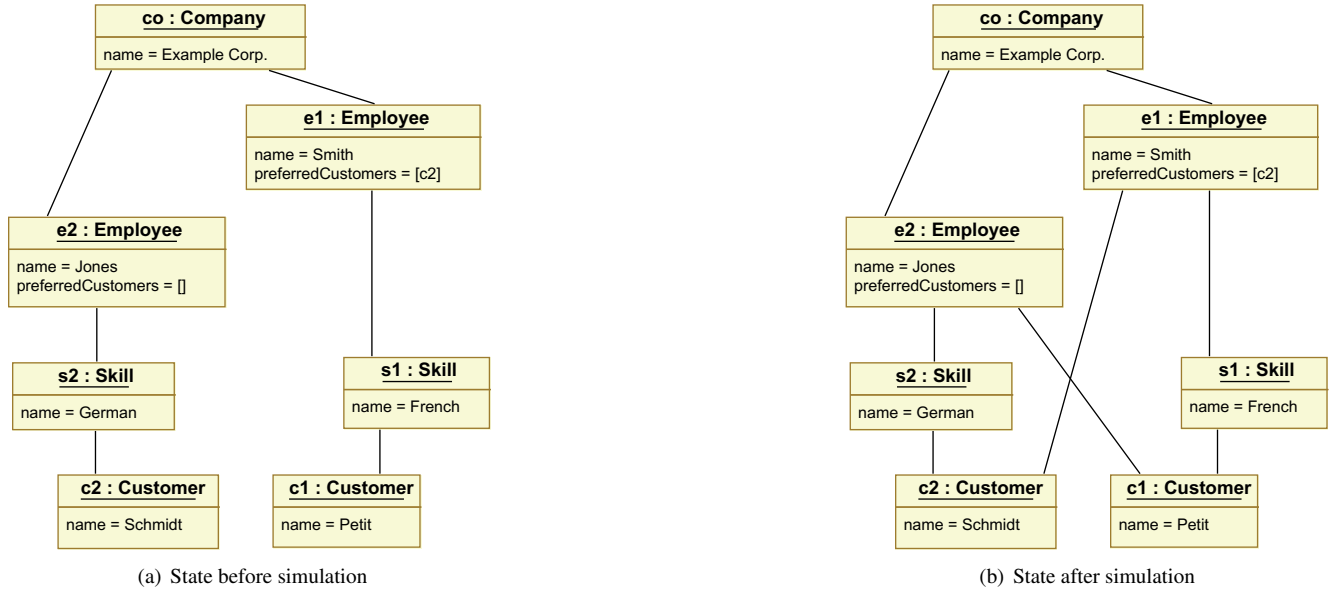 co : Company
name = Example Corp.
e1 : Employee
name = Smith
preferredCustomers = [c2]
e2 : Employee
name = Jones
preferredCustomers = []
s2 : Skill
name = German
s1 : Skill
name = French
c2 : Customer
name = Schmidt
c1 : Customer
name = Petit
(a) State before simulation
co : Company
name = Example Corp.
e1 : Employee
name = Smith
preferredCustomers = [c2]
e2 : Employee
name = Jones
preferredCustomers = []
s2 : Skill
name = German
s1 : Skill
name = French
c2 : Customer
name = Schmidt
c1 : Customer
name = Petit
(b) State after simulation